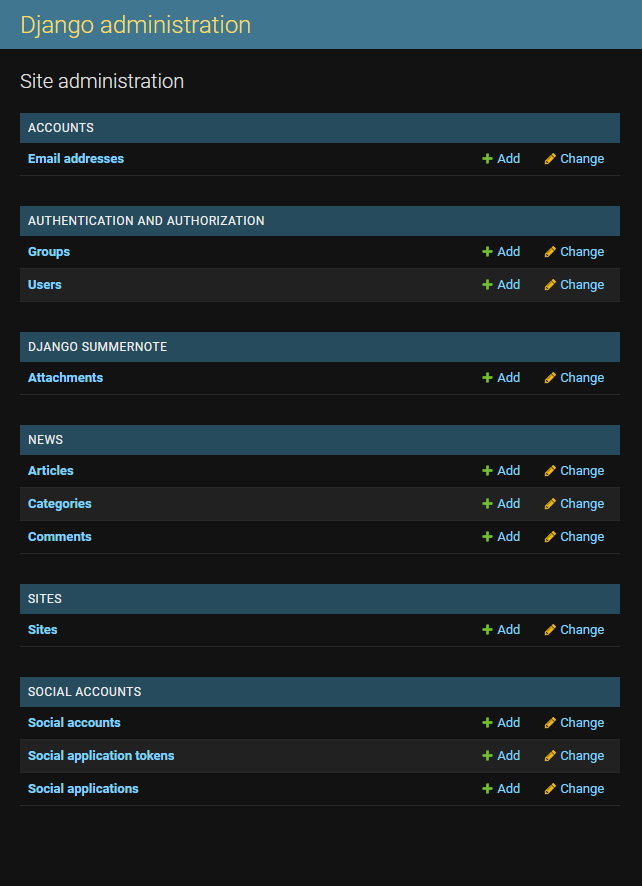 Django administration
Site administration
ACCOUNTS
Email addresses Add Change
AUTHENTICATION AND AUTHORIZATION
Groups Add Change
Users Add Change
DJANGO SUMMERNOTE
Attachments Add Change
NEWS
Articles Add Change
Categories Add Change
Comments Add Change
SITES
Sites Add Change
SOCIAL ACCOUNTS
Social accounts Add Change
Social application tokens Add Change
Social applications Add Change